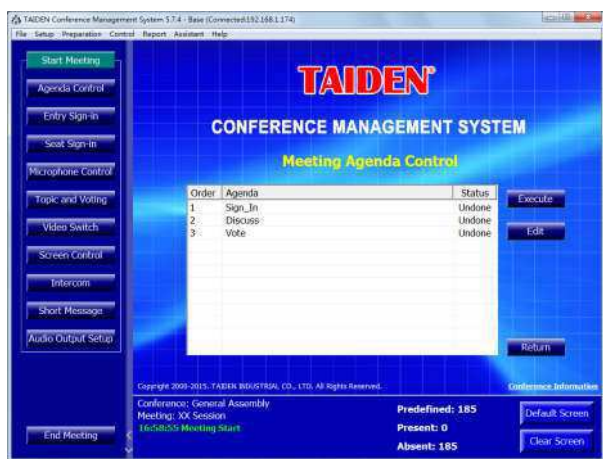 TAIDEN Conference Management System 5.7.4 - Base (Connected:192.168.1.174)
File Setup Preparation Control Report Assistant Help
Start Meeting
Agenda Control
Entry Sign-in
Seat Sign-in
Microphone Control
Topic and Voting
Video Switch
Screen Control
Intercom
Short Message
Audio Output Setup
End Meeting
TAIDEN®
CONFERENCE MANAGEMENT SYSTEM
Meeting Agenda Control
Order Agenda Status
1 Sign_In Undone
2 Discuss Undone
3 Vote Undone
Execute
Edit
Return
Copyright 2003-2015. TAIDEN INDUSTRIAL CO., LTD. All Rights Reserved.
Conference Information
Conference: General Assembly
Meeting: XX Session
16:58:55 Meeting Start
Predefined: 185
Present: 0
Absent: 185
Default Screen
Clear Screen